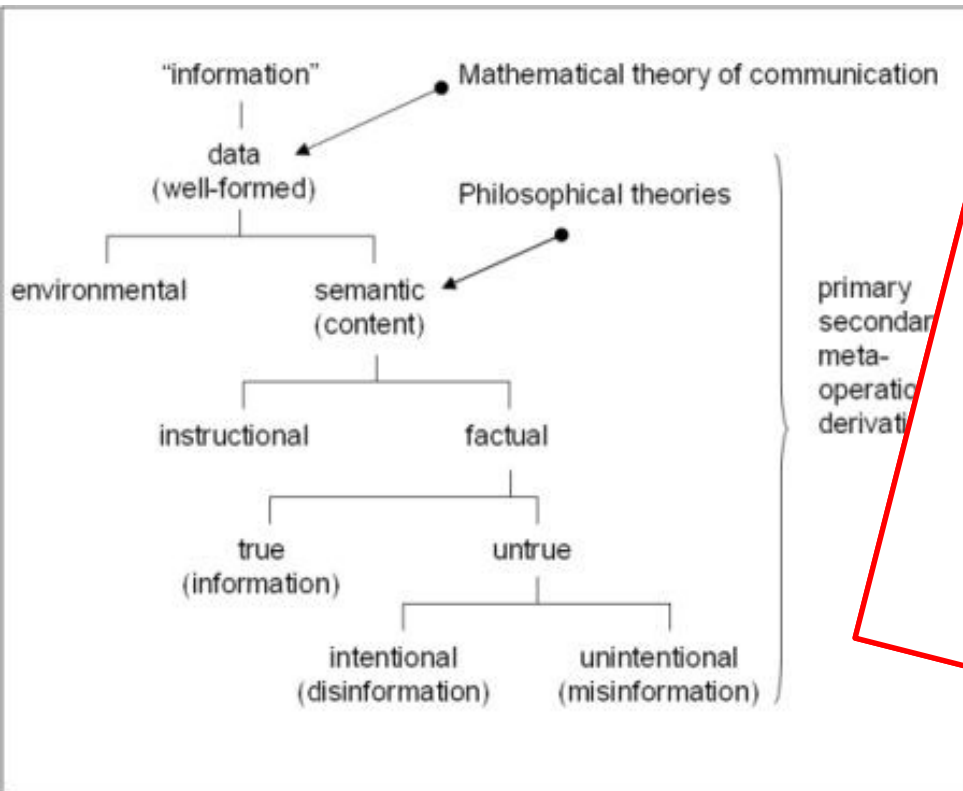 “information”
Mathematical theory of communication
data
(well-formed)
Philosophical theories
environmental
semantic
(content)
primary
meta-
instructional
factual
true
(information)
untrue
intentional
(disinformation)
unintentional
(misinformation)